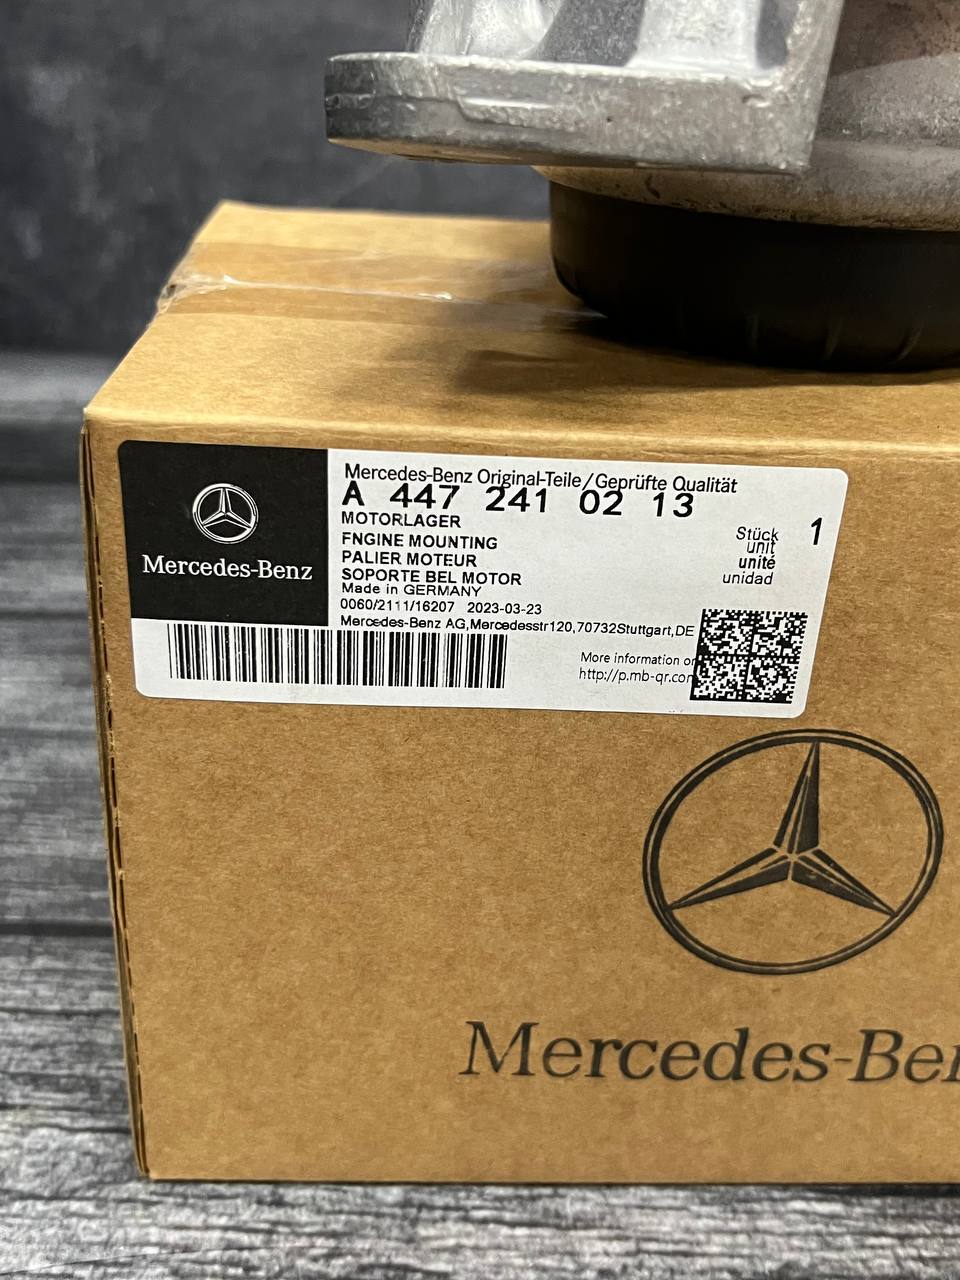 Mercedes-Benz
Mercedes-Benz Original-Teile/Geprüfte Qualität
A 447 241 02 13
MOTORLAGER
FNGINE MOUNTING
PALIER MOTEUR
SOPORTE BEL MOTOR
Made in GERMANY
0060/2111/16207 2023-03-23
Mercedes-Benz AG,Mercedesstr120,70732Stuttgart,DE
Stück 1
unit
unité
unidad
More information on
http://p.mb-qr.com
Mercedes-Ben